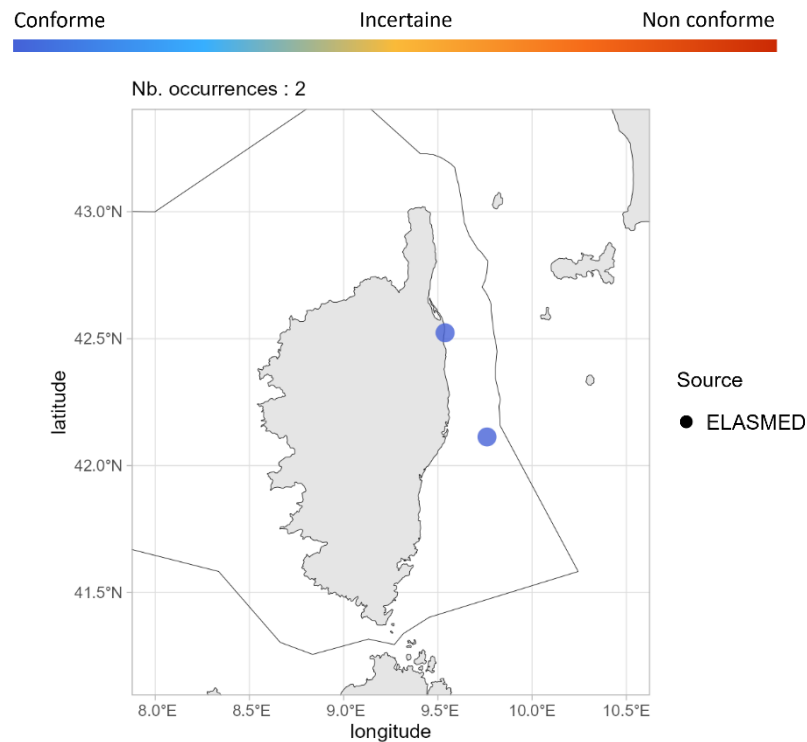 Conforme Incertaine Non conforme
Nb. occurrences : 2
43.0°N
42.5°N
42.0°N
41.5°N
latitude
8.0°E 8.5°E 9.0°E 9.5°E 10.0°E 10.5°E
longitude
Source
ELASMED